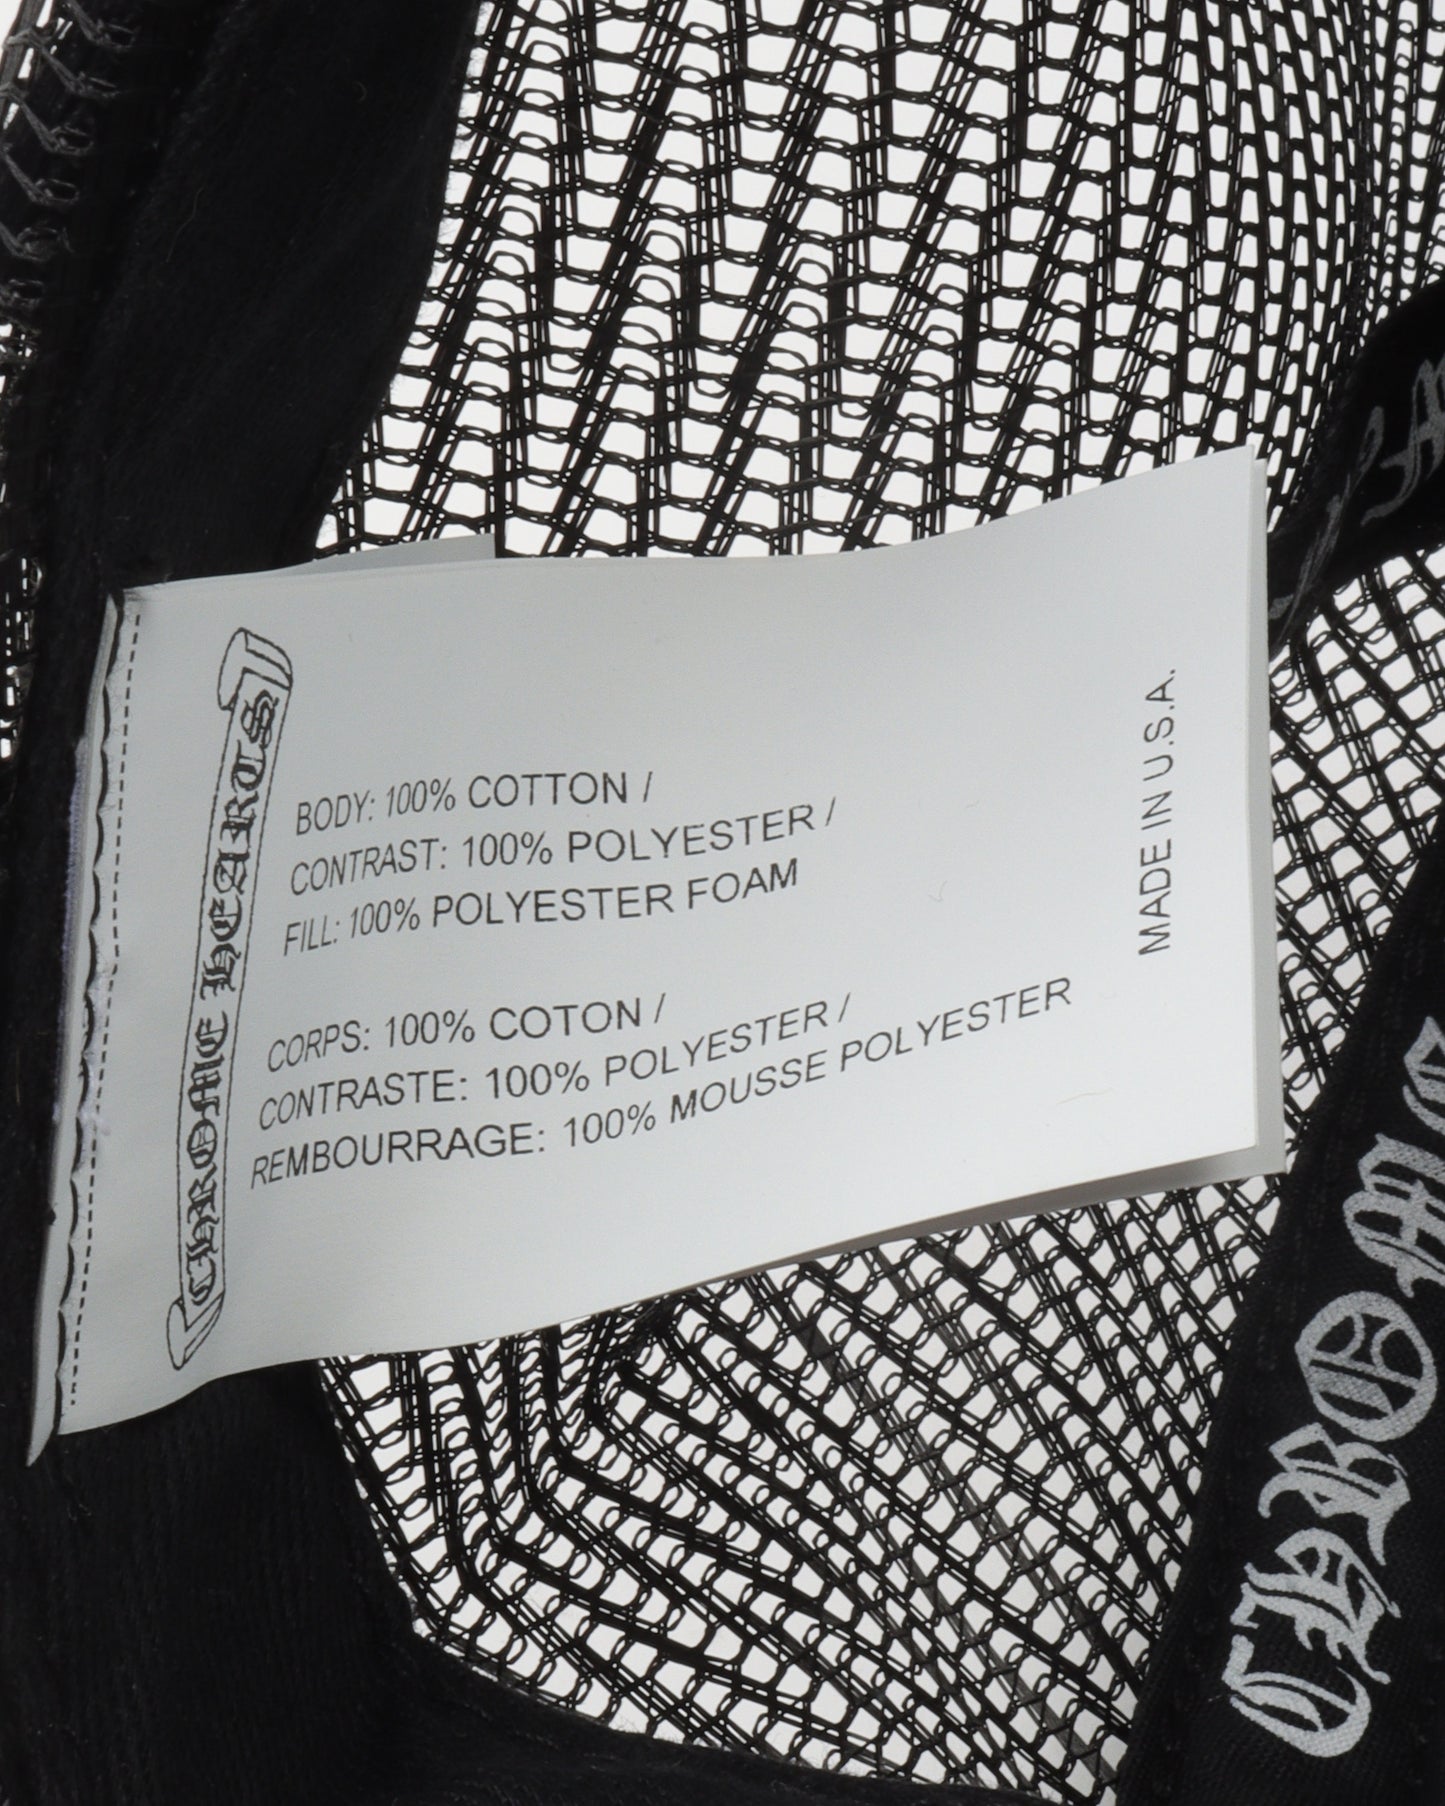 CHROME HEARTS
BODY: 100% COTTON /
CONTRAST: 100% POLYESTER /
FILL: 100% POLYESTER FOAM
CORPS: 100% COTON /
CONTRASTE: 100% POLYESTER /
REMBOURRAGE: 100% MOUSSE POLYESTER
MADE IN U.S.A.
CHROME